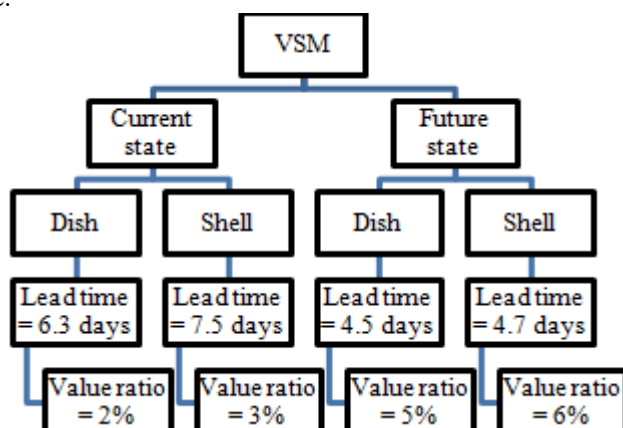 VSM
Current
state
Future
state
Dish
Shell
Dish
Shell
Lead time
= 6.3 days
Lead time
= 7.5 days
Lead time
= 4.5 days
Lead time
= 4.7 days
Value ratio
= 2%
Value ratio
= 3%
Value ratio
= 5%
Value ratio
= 6%